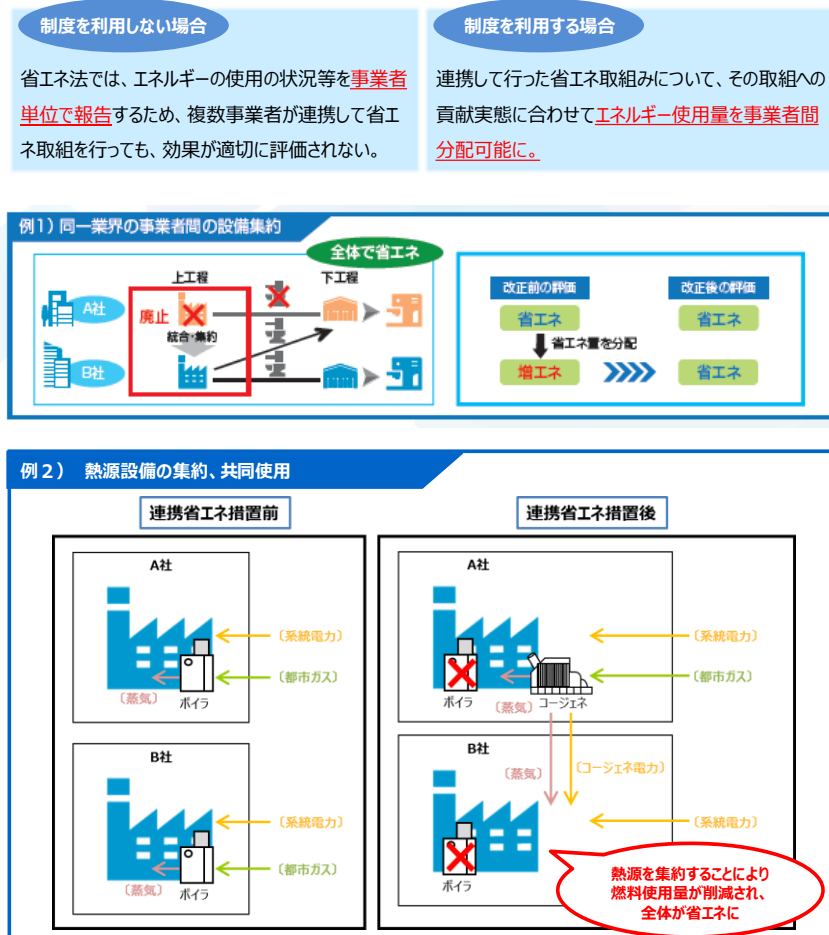 制度を利用しない場合
省エネ法では、エネルギーの使用の状況等を事業者
単位で報告するため、複数事業者が連携して省エ
ネ取組を行っても、効果が適切に評価されない。
制度を利用する場合
連携して行った省エネ取組みについて、その取組への
貢献実態に合わせてエネルギー使用量を事業者間
分配可能に。
例1）同一業界の事業者間の設備集約
全体で省エネ
上工程
下工程
A社
廃止
統合・集約
B社
改正前の評価
改正後の評価
省エネ
省エネ
省エネ量を分配
増エネ
省エネ
例２） 熱源設備の集約、共同使用
連携省エネ措置前
A社
〔系統電力〕
〔都市ガス〕
〔蒸気〕
ボイラ
B社
〔系統電力〕
〔都市ガス〕
〔蒸気〕
ボイラ
連携省エネ措置後
A社
〔系統電力〕
〔都市ガス〕
ボイラ
〔蒸気〕
コージェネ
B社
〔蒸気〕
〔コージェネ電力〕
〔系統電力〕
ボイラ
熱源を集約することにより
燃料使用量が削減され、
全体が省エネに